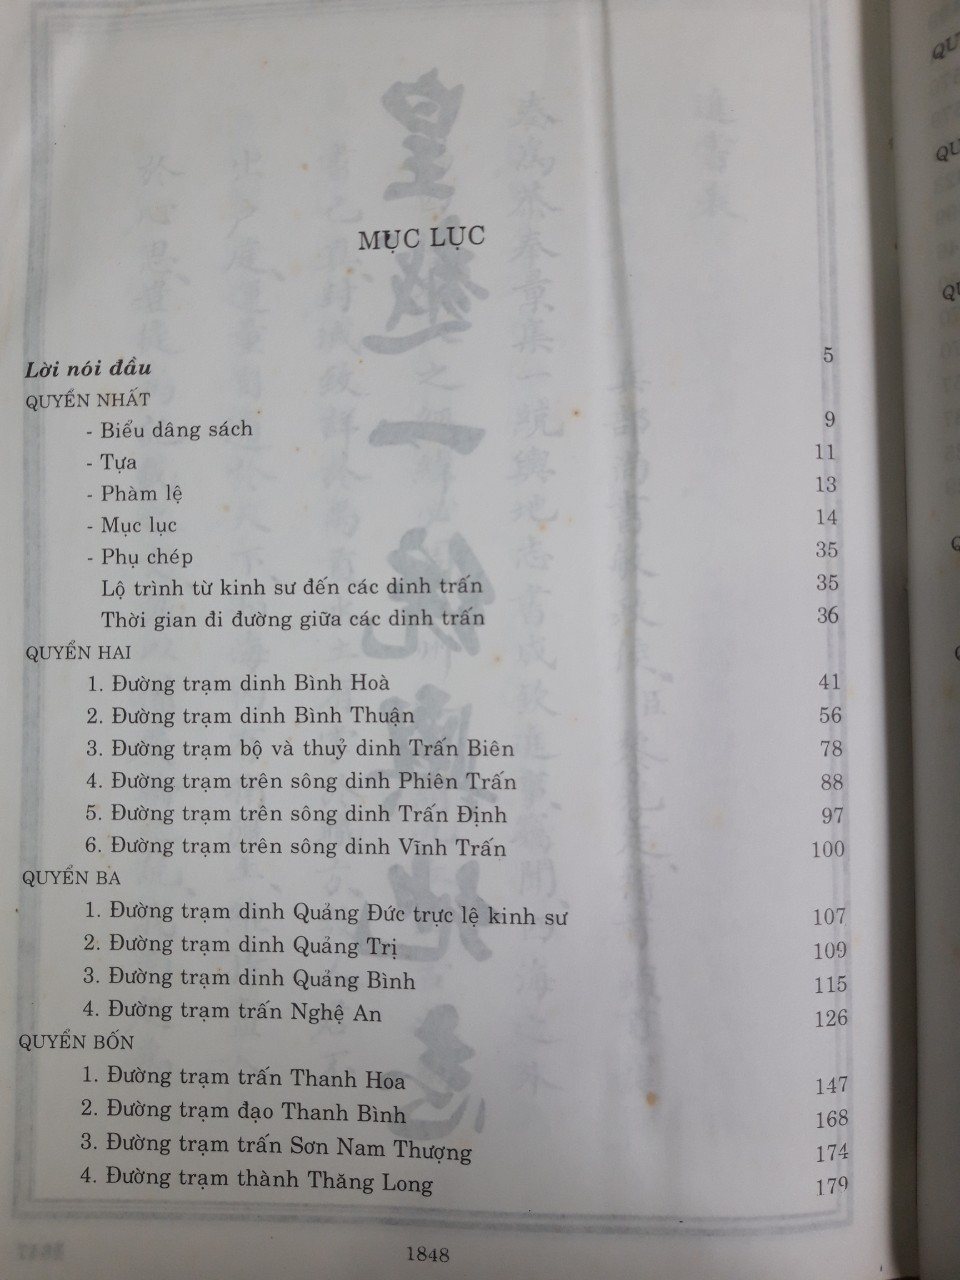 MỤC LỤC
Lời nói đầu 5
QUYỂN NHẤT
- Biểu dâng sách 9
- Tựa 11
- Phàm lệ 13
- Mục lục 14
- Phụ chép 35
Lộ trình từ kinh sư đến các dinh trấn 35
Thời gian đi đường giữa các dinh trấn 36
QUYỂN HAI
1. Đường trạm dinh Bình Hoà 41
2. Đường trạm dinh Bình Thuận 56
3. Đường trạm bộ và thuỷ dinh Trấn Biên 78
4. Đường trạm trên sông dinh Phiên Trấn 88
5. Đường trạm trên sông dinh Trấn Định 97
6. Đường trạm trên sông dinh Vĩnh Trấn 100
QUYỂN BA
1. Đường trạm dinh Quảng Đức trực lệ kinh sư 107
2. Đường trạm dinh Quảng Trị 109
3. Đường trạm dinh Quảng Bình 115
4. Đường trạm trấn Nghệ An 126
QUYỂN BỐN
1. Đường trạm trấn Thanh Hoa 147
2. Đường trạm đạo Thanh Bình 168
3. Đường trạm trấn Sơn Nam Thượng 174
4. Đường trạm thành Thăng Long 179
1848
皇越一統輿地志